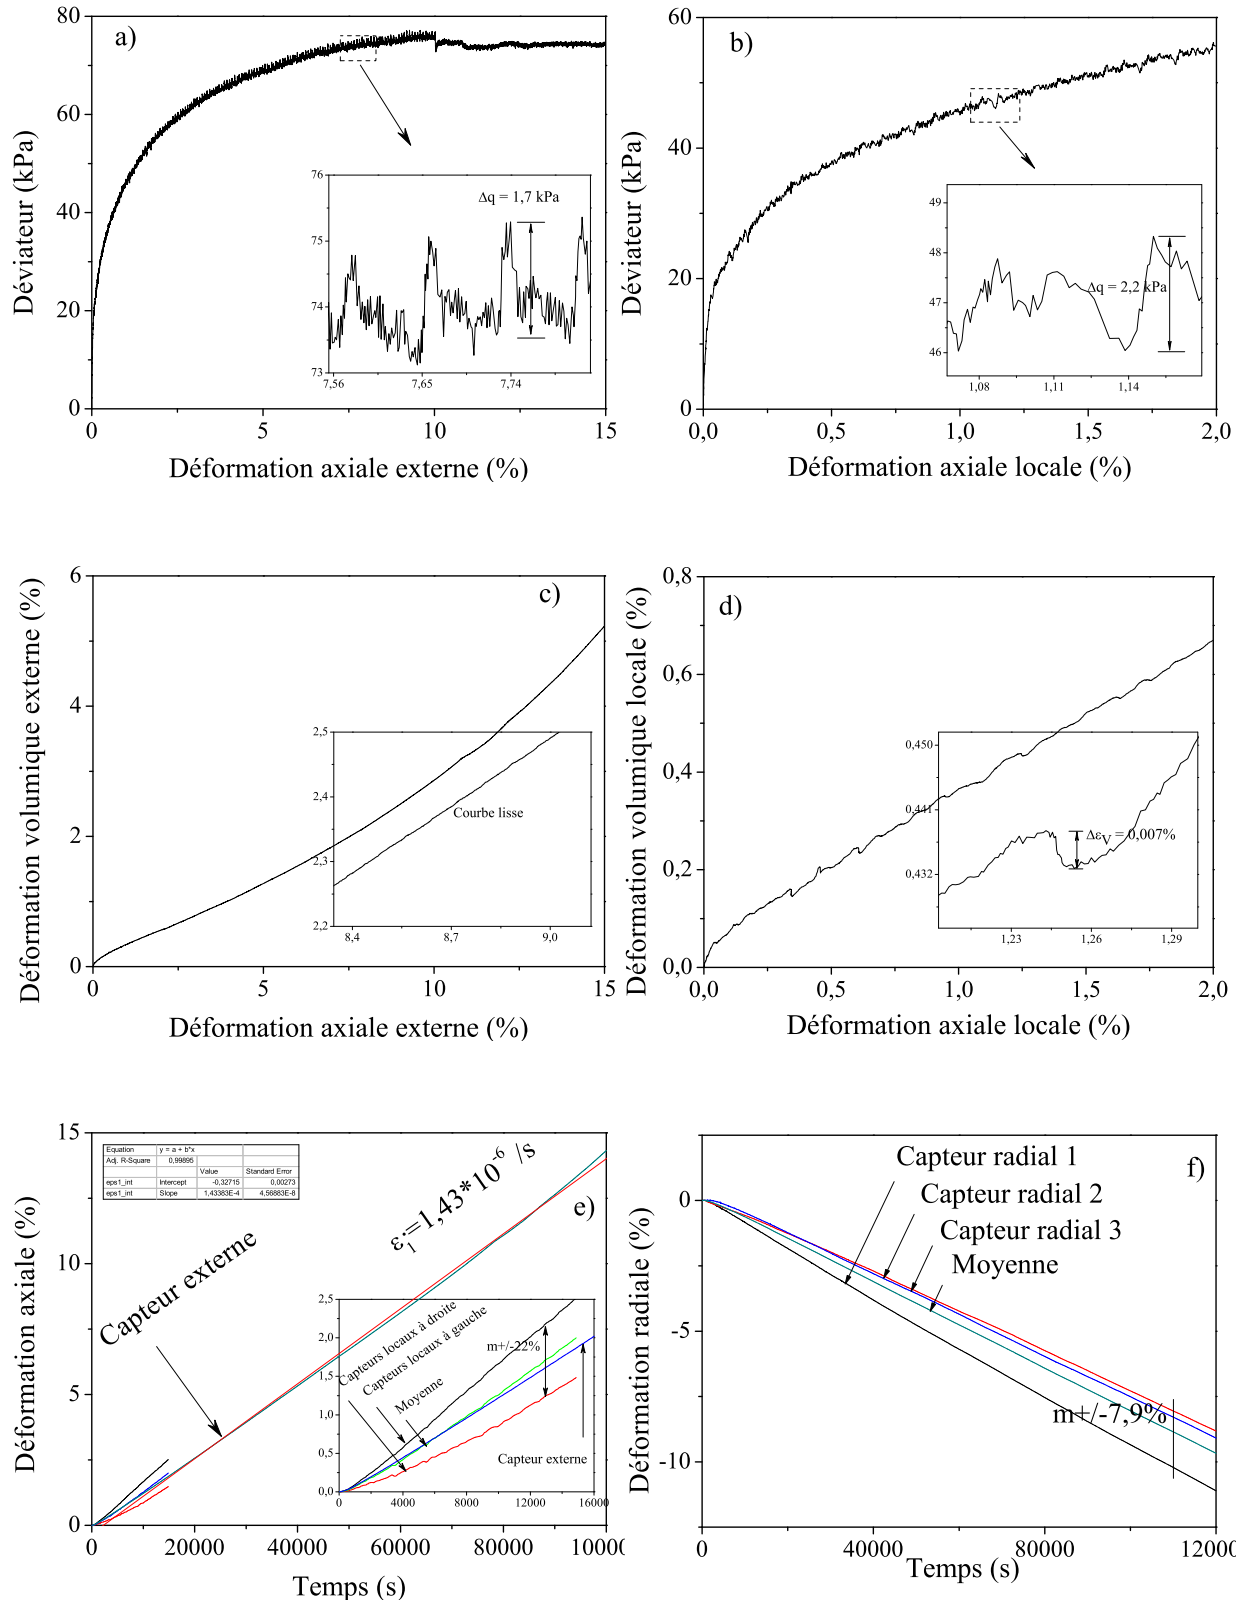 a)
Déviateur (kPa)
80
60
40
20
0
0
5
10
15
Déformation axiale externe (%)
76
75
74
73
7,56
7,65
7,74
Δq = 1,7 kPa
b)
Déviateur (kPa)
60
40
20
0
0,0
0,5
1,0
1,5
2,0
Déformation axiale locale (%)
49
48
47
46
1,08
1,11
1,14
Δq = 2,2 kPa
c)
Déformation volumique externe (%)
6
4
2
0
0
5
10
15
Déformation axiale externe (%)
2,5
2,4
2,3
2,2
8,4
8,7
9,0
Courbe lisse
d)
Déformation volumique locale (%)
0,8
0,6
0,4
0,2
0,0
0,0
0,5
1,0
1,5
2,0
Déformation axiale locale (%)
0,450
0,441
0,432
1,23
1,26
1,29
Δε_V = 0,007%
e)
Déformation axiale (%)
15
10
5
0
0
20000
40000
60000
80000
10000
Temps (s)
Equation y = a + b*x
Adj. R-Square 0,99895
Value Standard Error
eps1_int Intercept -0,32715 0,00273
eps1_int Slope 1,43383E-4 4,56883E-8
Capteur externe
ε̇₁=1,43*10⁻⁶ /s
2,5
2,0
1,5
1,0
0,5
0,0
0
4000
8000
12000
16000
Capteurs locaux à droite
Capteurs locaux à gauche
Moyenne
m+/-22%
Capteur externe
f)
Déformation radiale (%)
0
-5
-10
0
40000
80000
12000
Temps (s)
Capteur radial 1
Capteur radial 2
Capteur radial 3
Moyenne
m+/-7,9%